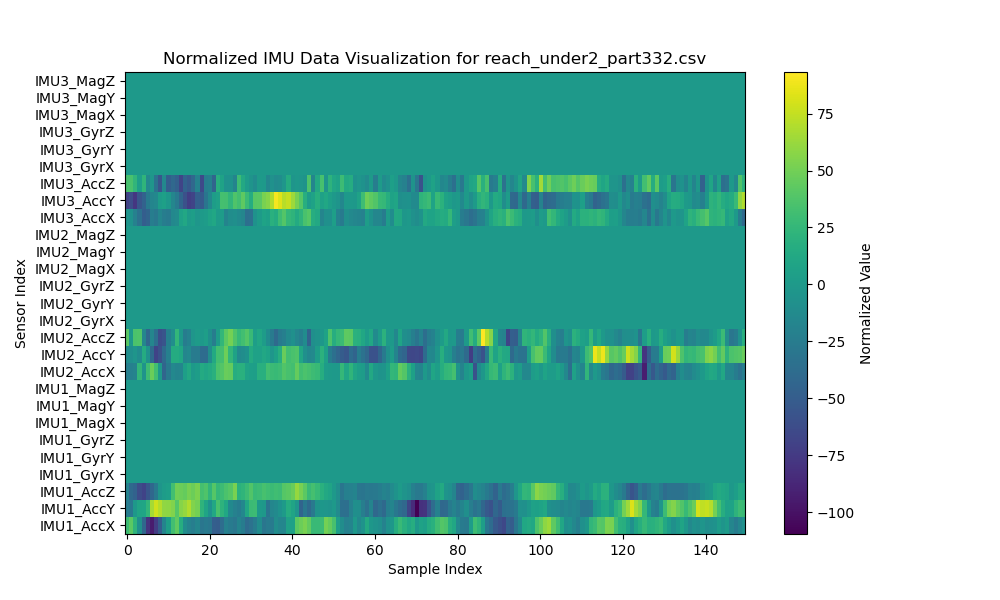 Normalized IMU Data Visualization for reach_under2_part332.csv
IMU3_MagZ
IMU3_MagY
IMU3_MagX
IMU3_GyrZ
IMU3_GyrY
IMU3_GyrX
IMU3_AccZ
IMU3_AccY
IMU3_AccX
IMU2_MagZ
IMU2_MagY
IMU2_MagX
IMU2_GyrZ
IMU2_GyrY
IMU2_GyrX
IMU2_AccZ
IMU2_AccY
IMU2_AccX
IMU1_MagZ
IMU1_MagY
IMU1_MagX
IMU1_GyrZ
IMU1_GyrY
IMU1_GyrX
IMU1_AccZ
IMU1_AccY
IMU1_AccX
Sensor Index
0 20 40 60 80 100 120 140
Sample Index
75
50
25
0
−25
−50
−75
−100
Normalized Value